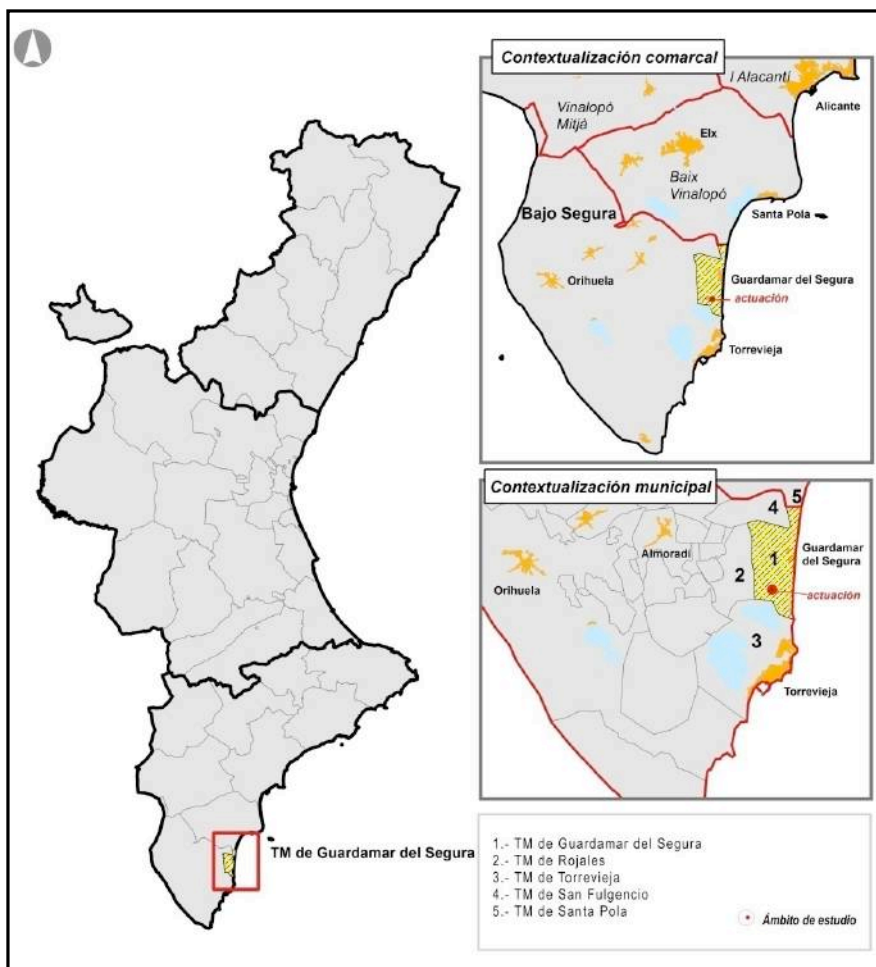 Contextualización comarcal
l Alacantí
Vinalopó
Mitjà
Alicante
Elx
Baix
Vinalopó
Santa Pola
Bajo Segura
Orihuela
Guardamar del Segura
actuación
Torrevieja
Contextualización municipal
5
4
Almoradí
1
Guardamar
del Segura
2
Orihuela
actuación
3
Torrevieja
TM de Guardamar del Segura
1.- TM de Guardamar del Segura
2.- TM de Rojales
3.- TM de Torrevieja
4.- TM de San Fulgencio
5.- TM de Santa Pola
Ámbito de estudio